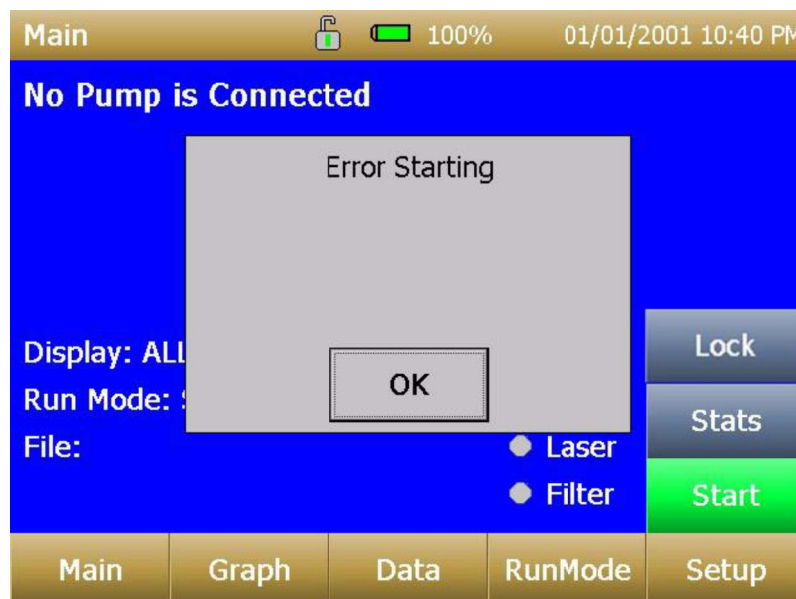 Main 100% 01/01/2001 10:40 PM
No Pump is Connected
Error Starting
OK
Display: ALL
Run Mode:
File:
Laser
Filter
Lock
Stats
Start
Main Graph Data RunMode Setup